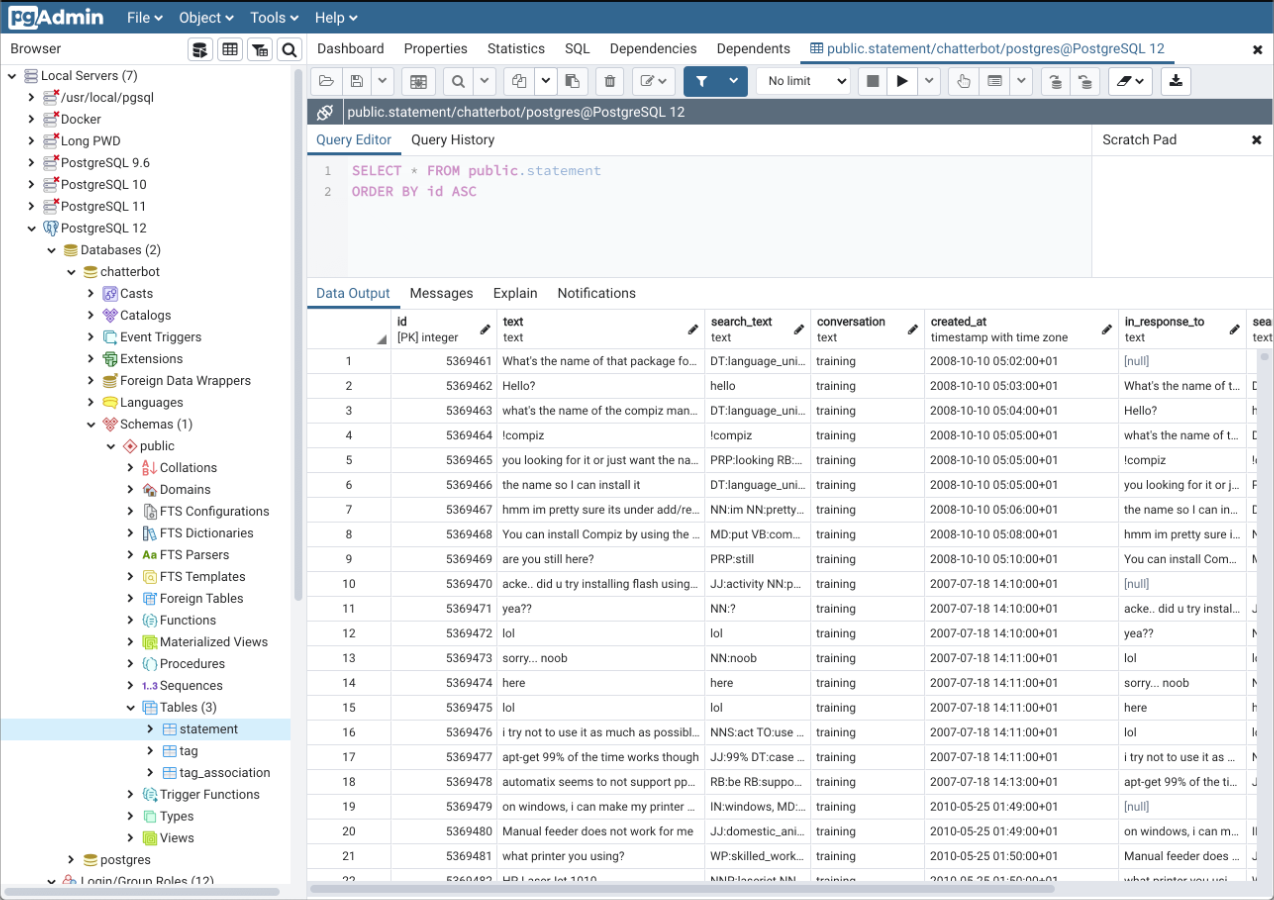 pgAdmin File Object Tools Help
Browser
Dashboard Properties Statistics SQL Dependencies Dependents public.statement/chatterbot/postgres@PostgreSQL 12
No limit
public.statement/chatterbot/postgres@PostgreSQL 12
Query Editor Query History
Scratch Pad
1 SELECT * FROM public.statement
2 ORDER BY id ASC
Local Servers (7)
/usr/local/pgsql
Docker
Long PWD
PostgreSQL 9.6
PostgreSQL 10
PostgreSQL 11
PostgreSQL 12
Databases (2)
chatterbot
Casts
Catalogs
Event Triggers
Extensions
Foreign Data Wrappers
Languages
Schemas (1)
public
Collations
Domains
FTS Configurations
FTS Dictionaries
Aa FTS Parsers
FTS Templates
Foreign Tables
Functions
Materialized Views
Procedures
1..3 Sequences
Tables (3)
statement
tag
tag_association
Trigger Functions
Types
Views
postgres
Login/Group Roles (12)
Data Output Messages Explain Notifications
id text search_text conversation created_at in_response_to sea
[PK] integer text text text timestamp with time zone text text
1 5369461 What's the name of that package fo... DT:language_uni... training 2008-10-10 05:02:00+01 [null]
2 5369462 Hello? hello training 2008-10-10 05:03:00+01 What's the name of t...
3 5369463 what's the name of the compiz man... DT:language_uni... training 2008-10-10 05:04:00+01 Hello?
4 5369464 !compiz !compiz training 2008-10-10 05:05:00+01 what's the name of t...
5 5369465 you looking for it or just want the na... PRP:looking RB:... training 2008-10-10 05:05:00+01 !compiz
6 5369466 the name so I can install it DT:language_uni... training 2008-10-10 05:05:00+01 you looking for it or j...
7 5369467 hmm im pretty sure its under add/re... NN:im NN:pretty... training 2008-10-10 05:06:00+01 the name so I can in...
8 5369468 You can install Compiz by using the ... MD:put VB:com... training 2008-10-10 05:08:00+01 hmm im pretty sure i...
9 5369469 are you still here? PRP:still training 2008-10-10 05:10:00+01 You can install Com...
10 5369470 acke.. did u try installing flash using... JJ:activity NN:p... training 2007-07-18 14:10:00+01 [null]
11 5369471 yea?? NN:? training 2007-07-18 14:10:00+01 acke.. did u try instal...
12 5369472 lol lol training 2007-07-18 14:10:00+01 yea??
13 5369473 sorry... noob NN:noob training 2007-07-18 14:11:00+01 lol
14 5369474 here here training 2007-07-18 14:11:00+01 sorry... noob
15 5369475 lol lol training 2007-07-18 14:11:00+01 here
16 5369476 i try not to use it as much as possibl... NNS:act TO:use ... training 2007-07-18 14:11:00+01 lol
17 5369477 apt-get 99% of the time works though JJ:99% DT:case ... training 2007-07-18 14:11:00+01 i try not to use it as ...
18 5369478 automatix seems to not support pp... RB:be RB:suppo... training 2007-07-18 14:13:00+01 apt-get 99% of the ti...
19 5369479 on windows, i can make my printer ... IN:windows, MD:... training 2010-05-25 01:49:00+01 [null]
20 5369480 Manual feeder does not work for me JJ:domestic_ani... training 2010-05-25 01:49:00+01 on windows, i can m...
21 5369481 what printer you using? WP:skilled_work... training 2010-05-25 01:50:00+01 Manual feeder does ...
22 5369482 HP LaserJet 1010 training 2010-05-25 01:50:00+01 what printer you usi...